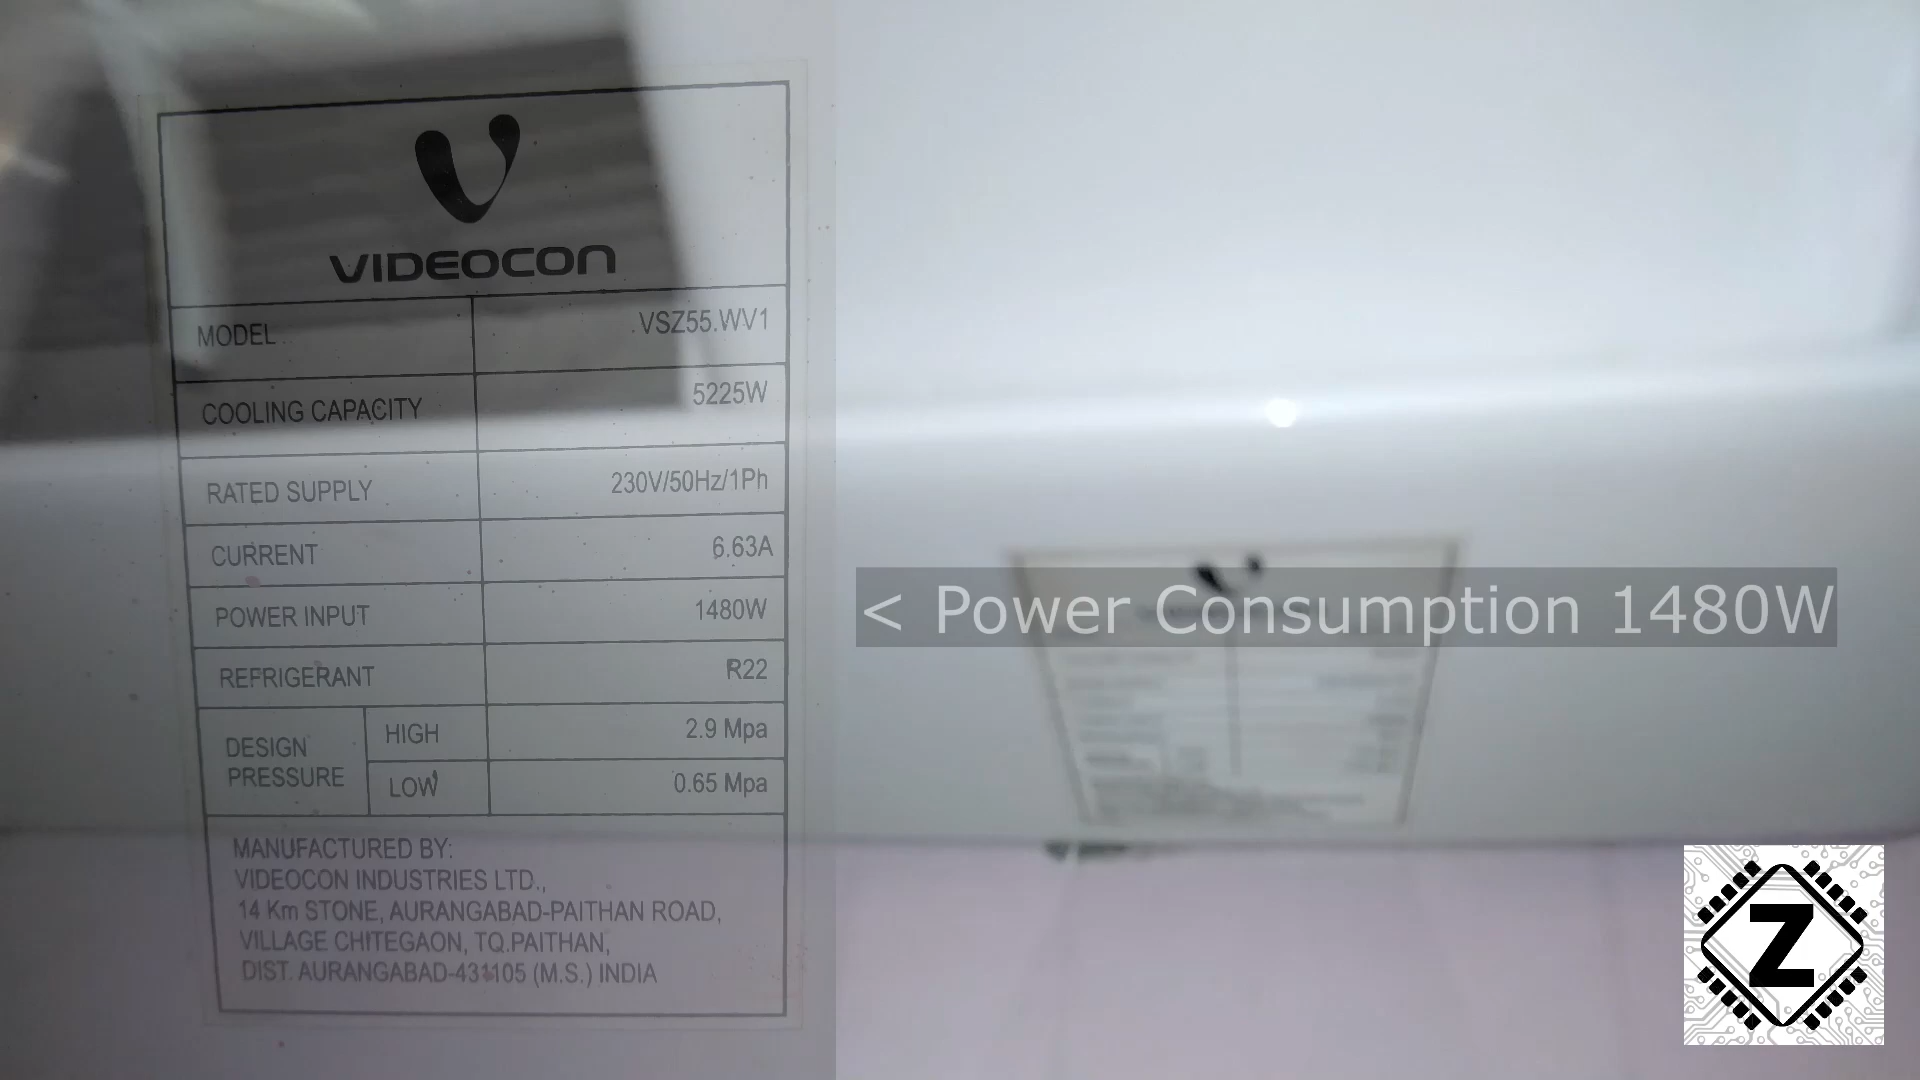 VIDEOCON
MODEL VSZ55.WV1
COOLING CAPACITY 5225W
RATED SUPPLY 230V/50Hz/1Ph
CURRENT 6.63A
POWER INPUT 1480W
REFRIGERANT R22
DESIGN PRESSURE HIGH 2.9 Mpa
LOW 0.65 Mpa
MANUFACTURED BY:
VIDEOCON INDUSTRIES LTD.,
14 Km STONE, AURANGABAD-PAITHAN ROAD,
VILLAGE CHITEGAON, TQ.PAITHAN,
DIST. AURANGABAD-431105 (M.S.) INDIA
< Power Consumption 1480W
Z